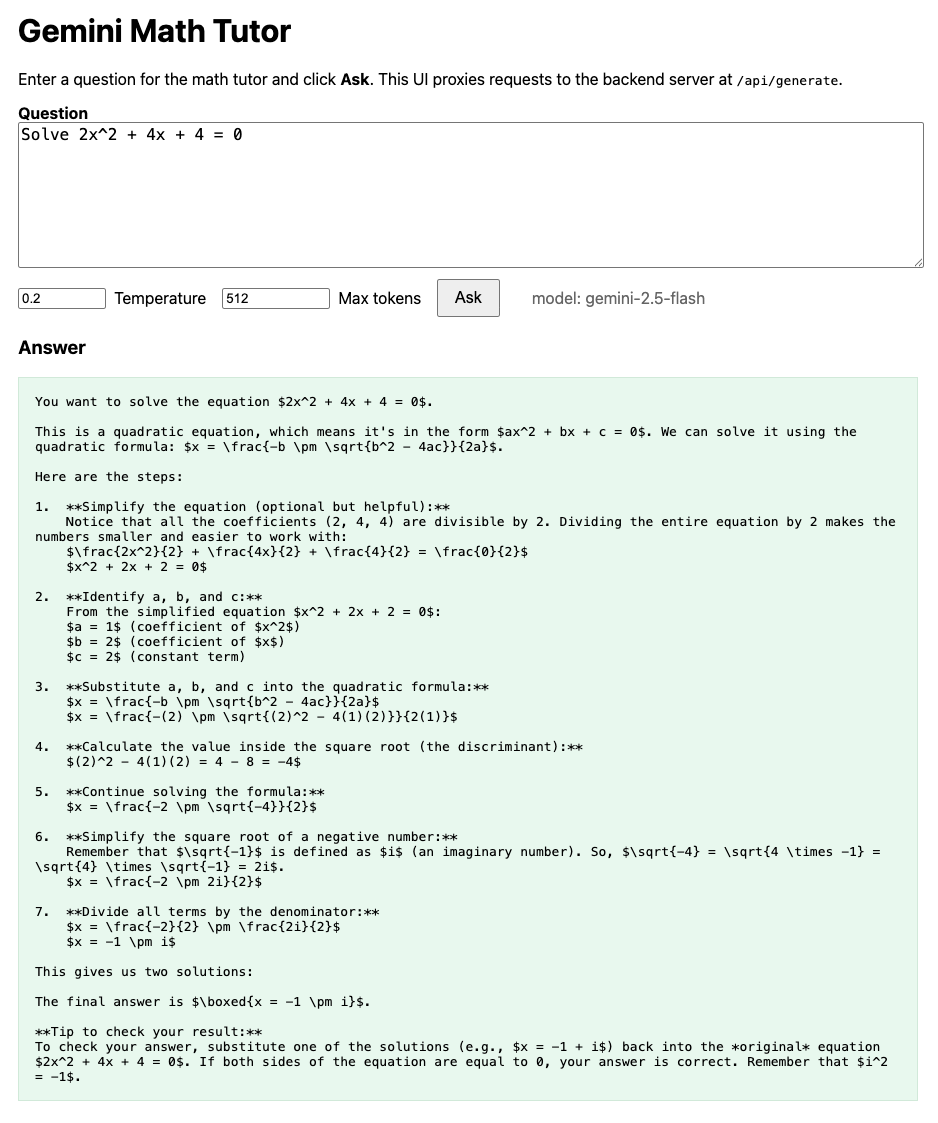 Gemini Math Tutor
Enter a question for the math tutor and click Ask. This UI proxies requests to the backend server at /api/generate.
Question
Solve 2x^2 + 4x + 4 = 0
0.2 Temperature 512 Max tokens Ask model: gemini-2.5-flash
Answer
You want to solve the equation $2x^2 + 4x + 4 = 0$.
This is a quadratic equation, which means it's in the form $ax^2 + bx + c = 0$. We can solve it using the
quadratic formula: $x = \frac{-b \pm \sqrt{b^2 - 4ac}}{2a}$.
Here are the steps:
1.  **Simplify the equation (optional but helpful):**
    Notice that all the coefficients (2, 4, 4) are divisible by 2. Dividing the entire equation by 2 makes the
numbers smaller and easier to work with:
    $\frac{2x^2}{2} + \frac{4x}{2} + \frac{4}{2} = \frac{0}{2}$
    $x^2 + 2x + 2 = 0$
2.  **Identify a, b, and c:**
    From the simplified equation $x^2 + 2x + 2 = 0$:
    $a = 1$ (coefficient of $x^2$)
    $b = 2$ (coefficient of $x$)
    $c = 2$ (constant term)
3.  **Substitute a, b, and c into the quadratic formula:**
    $x = \frac{-b \pm \sqrt{b^2 - 4ac}}{2a}$
    $x = \frac{-(2) \pm \sqrt{(2)^2 - 4(1)(2)}}{2(1)}$
4.  **Calculate the value inside the square root (the discriminant):**
    $(2)^2 - 4(1)(2) = 4 - 8 = -4$
5.  **Continue solving the formula:**
    $x = \frac{-2 \pm \sqrt{-4}}{2}$
6.  **Simplify the square root of a negative number:**
    Remember that $\sqrt{-1}$ is defined as $i$ (an imaginary number). So, $\sqrt{-4} = \sqrt{4 \times -1} =
\sqrt{4} \times \sqrt{-1} = 2i$.
    $x = \frac{-2 \pm 2i}{2}$
7.  **Divide all terms by the denominator:**
    $x = \frac{-2}{2} \pm \frac{2i}{2}$
    $x = -1 \pm i$
This gives us two solutions:
The final answer is $\boxed{x = -1 \pm i}$.
**Tip to check your result:**
To check your answer, substitute one of the solutions (e.g., $x = -1 + i$) back into the *original* equation
$2x^2 + 4x + 4 = 0$. If both sides of the equation are equal to 0, your answer is correct. Remember that $i^2
= -1$.